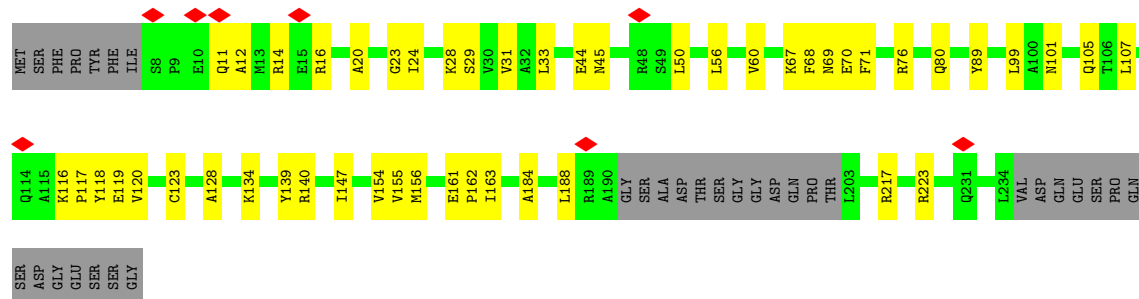 MET SER PHE PRO TYR PHE ILE S8 P9 E10 Q11 A12 M13 R14 E15 R16 A20 G23 I24 K28 S29 V30 V31 A32 L33 E44 N45 R48 S49 L50 L56 V60 K67 F68 N69 E70 F71 R76 Q80 Y89 L99 A100 N101 Q105 T106 L107
Q114 A115 K116 P117 Y118 E119 V120 C123 A128 K134 Y139 R140 I147 V154 V155 M156 E161 P162 I163 A184 L188 R189 A190 GLY SER ALA ASP THR SER GLY GLY ASP GLN PRO THR L203 R217 R223 Q231 L234 VAL ASP GLN GLU SER PRO GLN
SER ASP GLY GLU SER SER GLY